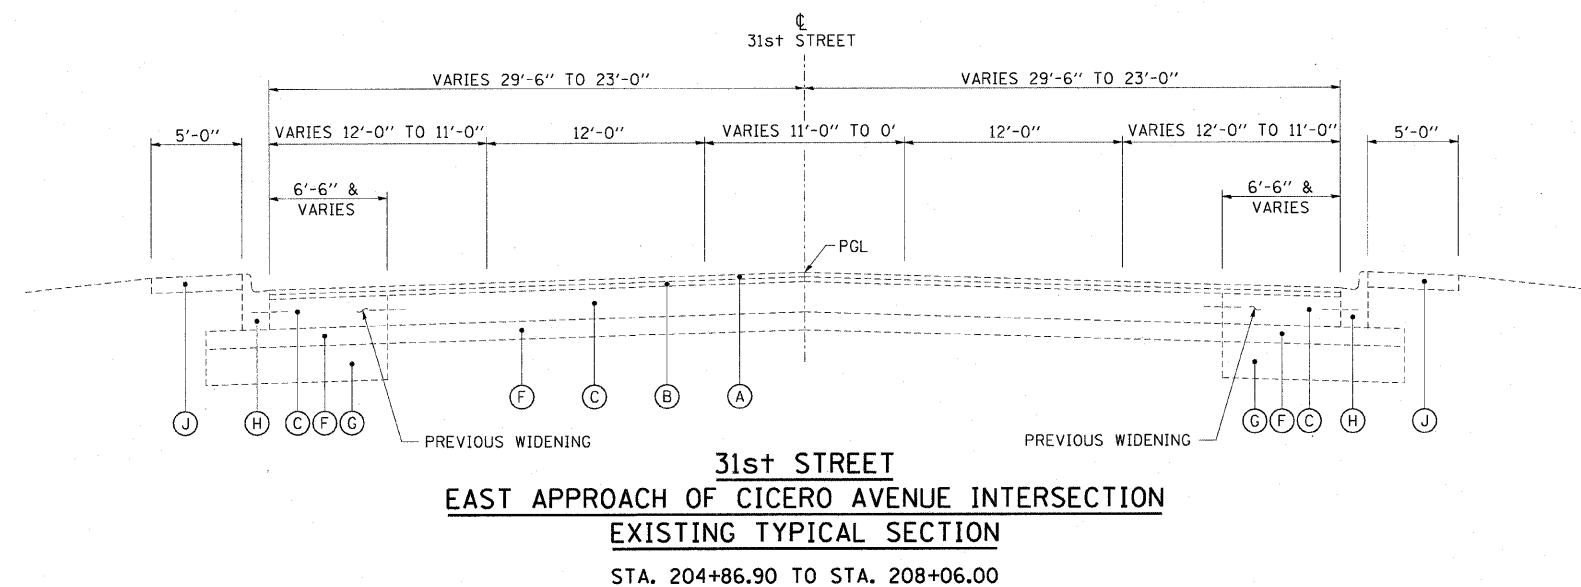 ℄
31st STREET
VARIES 29'-6" TO 23'-0" VARIES 29'-6" TO 23'-0"
5'-0" VARIES 12'-0" TO 11'-0" 12'-0" VARIES 11'-0" TO 0' 12'-0" VARIES 12'-0" TO 11'-0" 5'-0"
6'-6" & 6'-6" &
VARIES VARIES
PGL
F C B A
J H C F G G F C H J
PREVIOUS WIDENING PREVIOUS WIDENING
31st STREET
EAST APPROACH OF CICERO AVENUE INTERSECTION
EXISTING TYPICAL SECTION
STA. 204+86.90 TO STA. 208+06.00